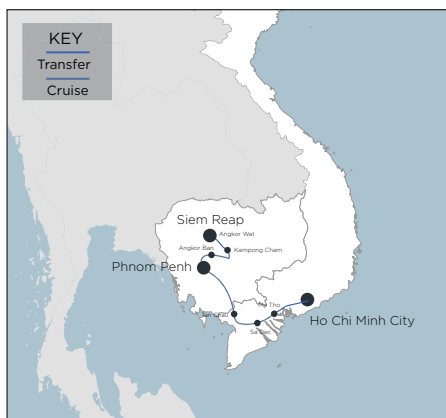 KEY
Transfer
Cruise
Siem Reap
Angkor Wat
Angkor Ban
Kampong Cham
Phnom Penh
Tho
Ho Chi Minh City